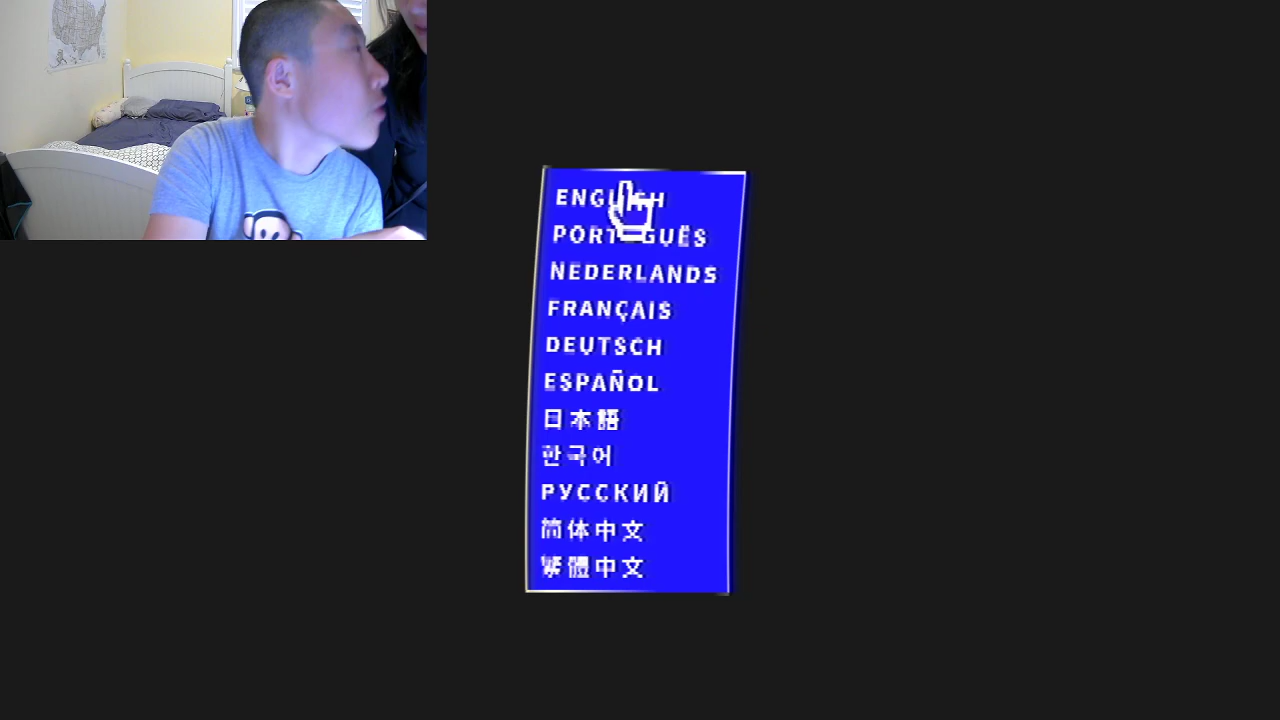 ENGLISH
PORTUGUÊS
NEDERLANDS
FRANÇAIS
DEUTSCH
ESPAÑOL
日本語
한국어
РУССКИЙ
简体中文
繁體中文